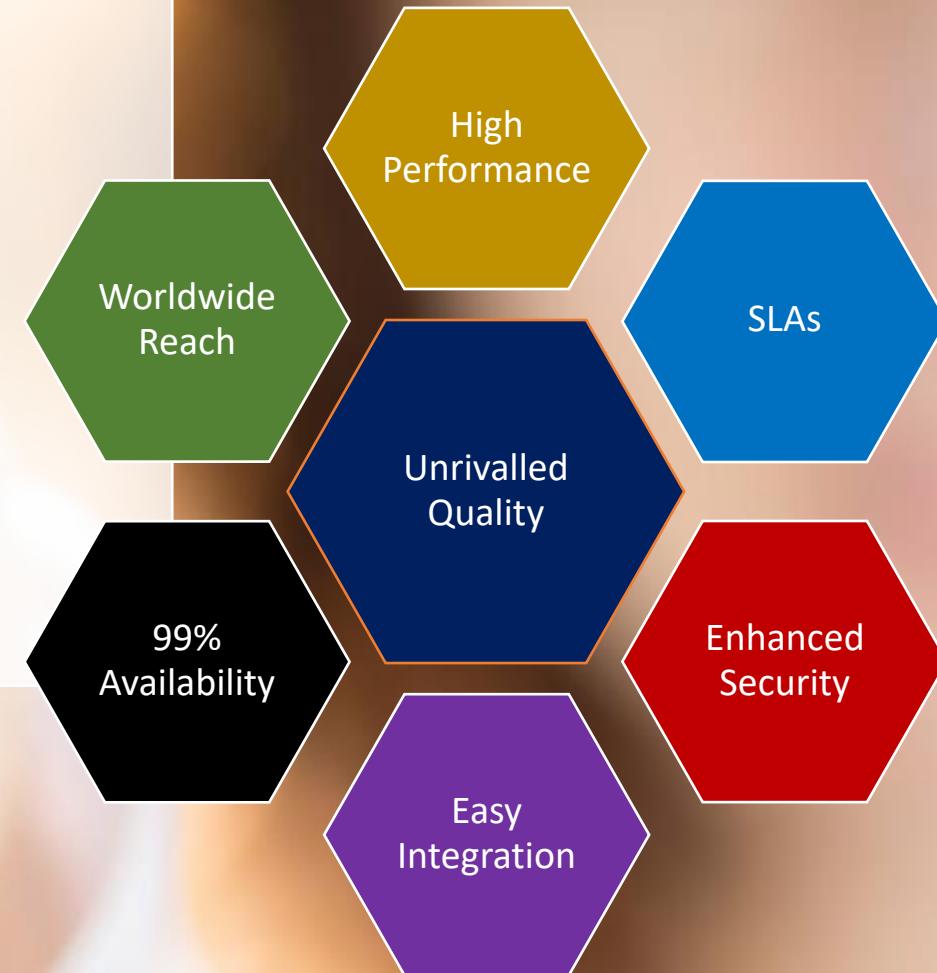 High
Performance
Worldwide
Reach
SLAs
Unrivalled
Quality
99%
Availability
Enhanced
Security
Easy
Integration